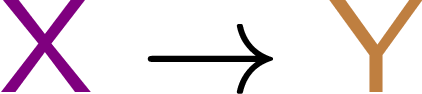 X → Y